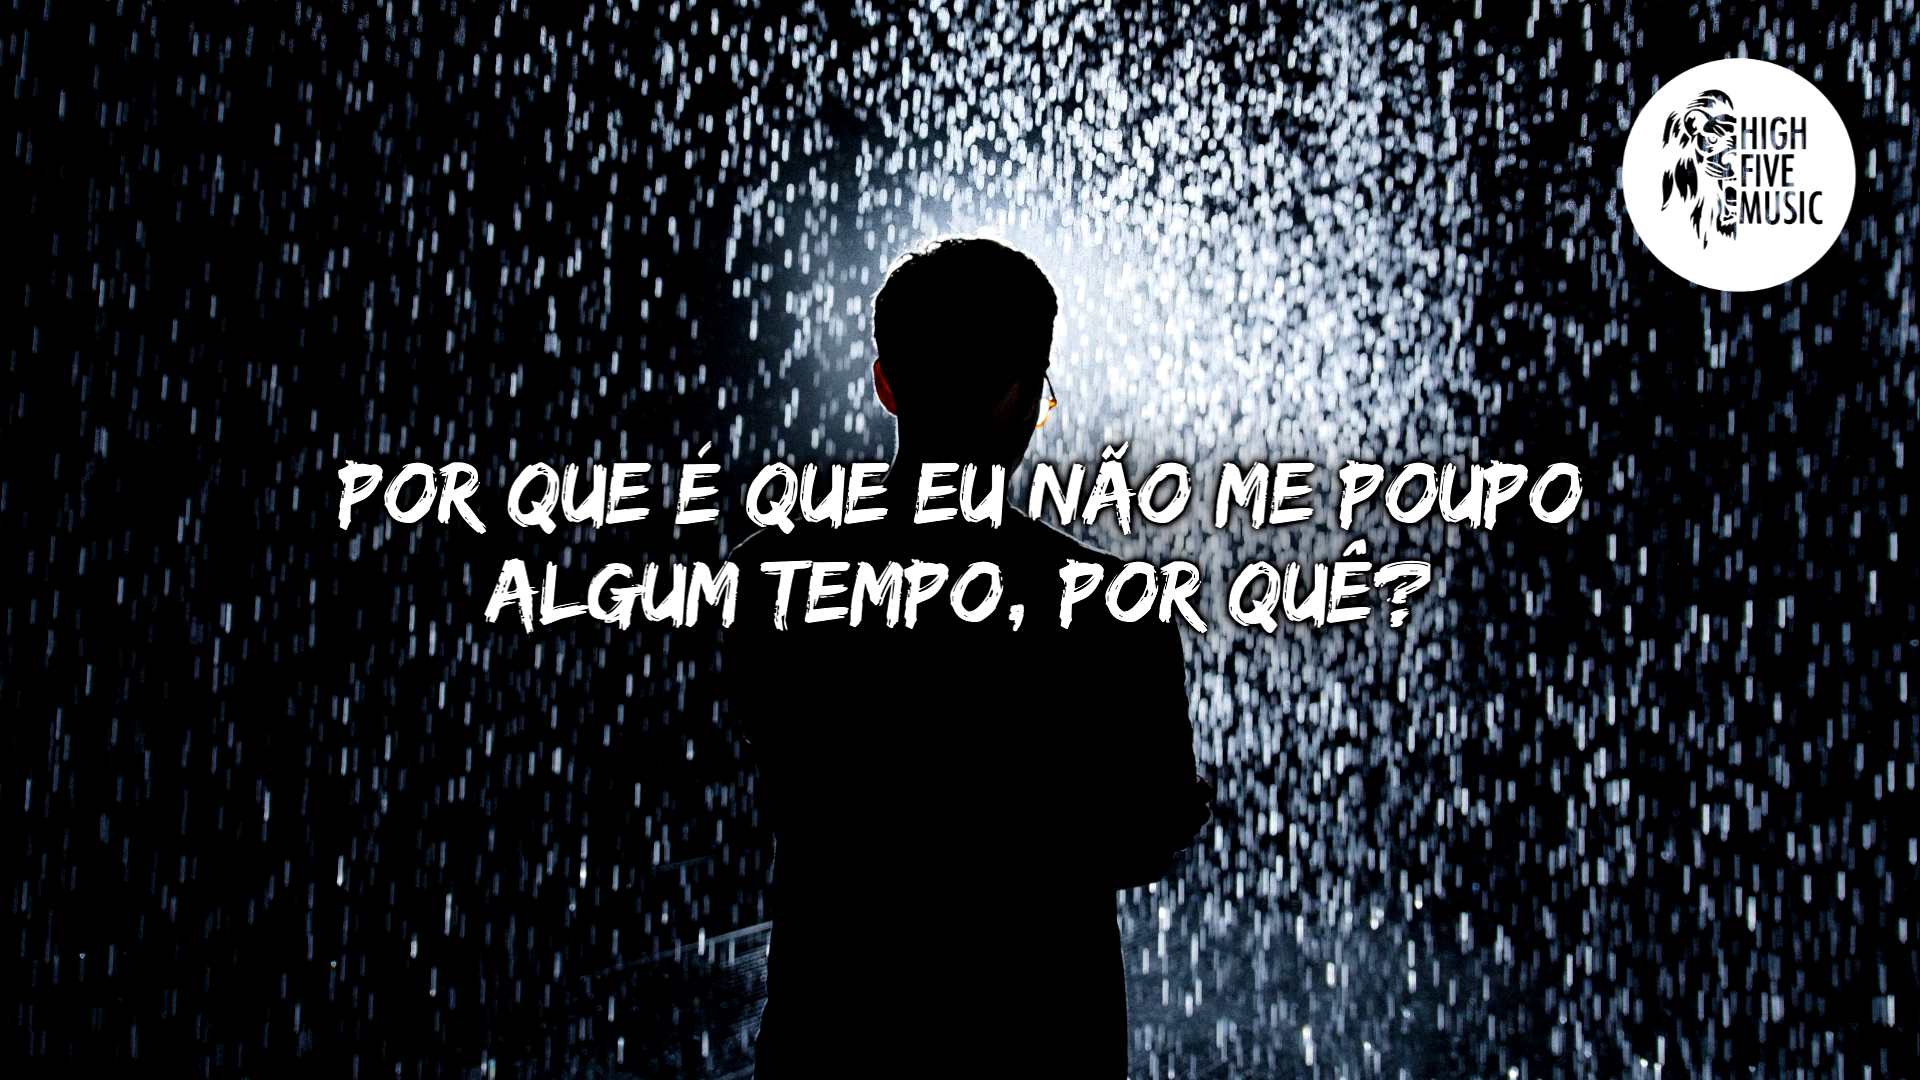 HIGH
FIVE
MUSIC
POR QUE É QUE EU NÃO ME POUPO
ALGUM TEMPO, POR QUÊ?